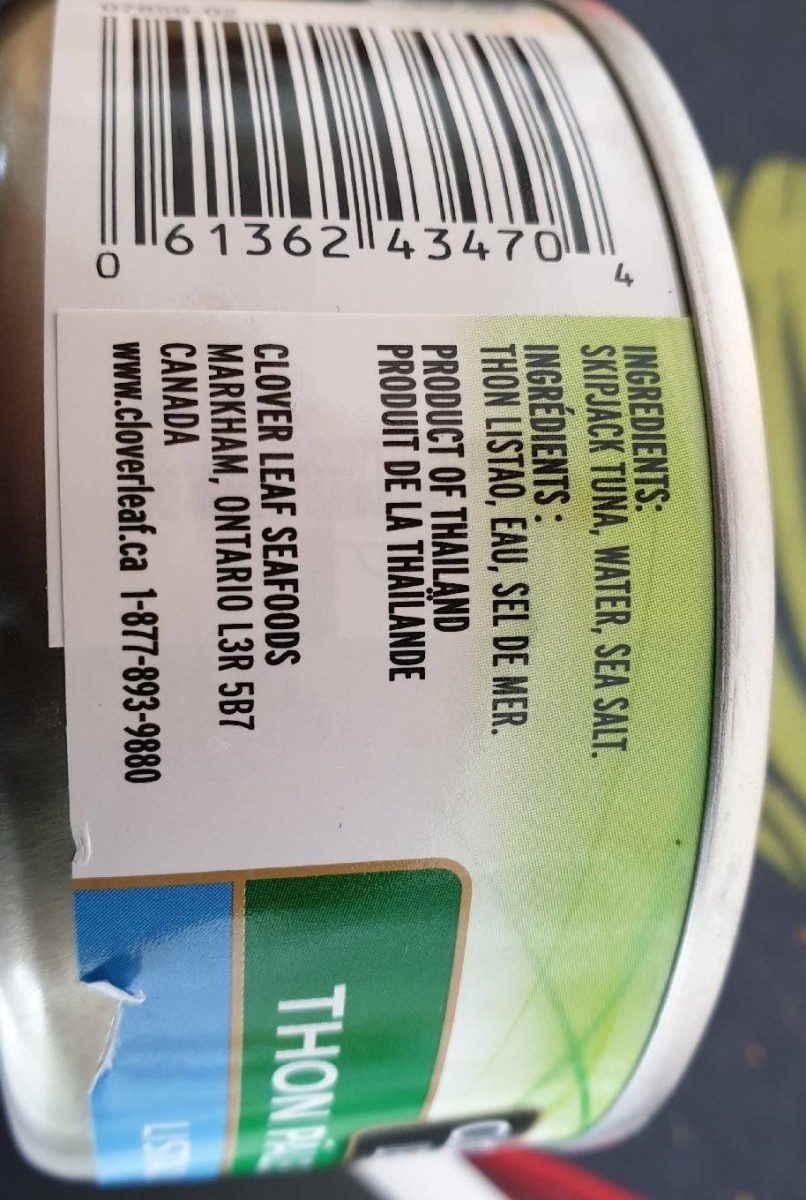 0 61362 43470 4
INGREDIENTS:
SKIPJACK TUNA, WATER, SEA SALT.
INGRÉDIENTS :
THON LISTAO, EAU, SEL DE MER.
PRODUCT OF THAILAND
PRODUIT DE LA THAÏLANDE
CLOVER LEAF SEAFOODS
MARKHAM, ONTARIO L3R 5B7
CANADA
www.cloverleaf.ca 1-877-893-9880
THON